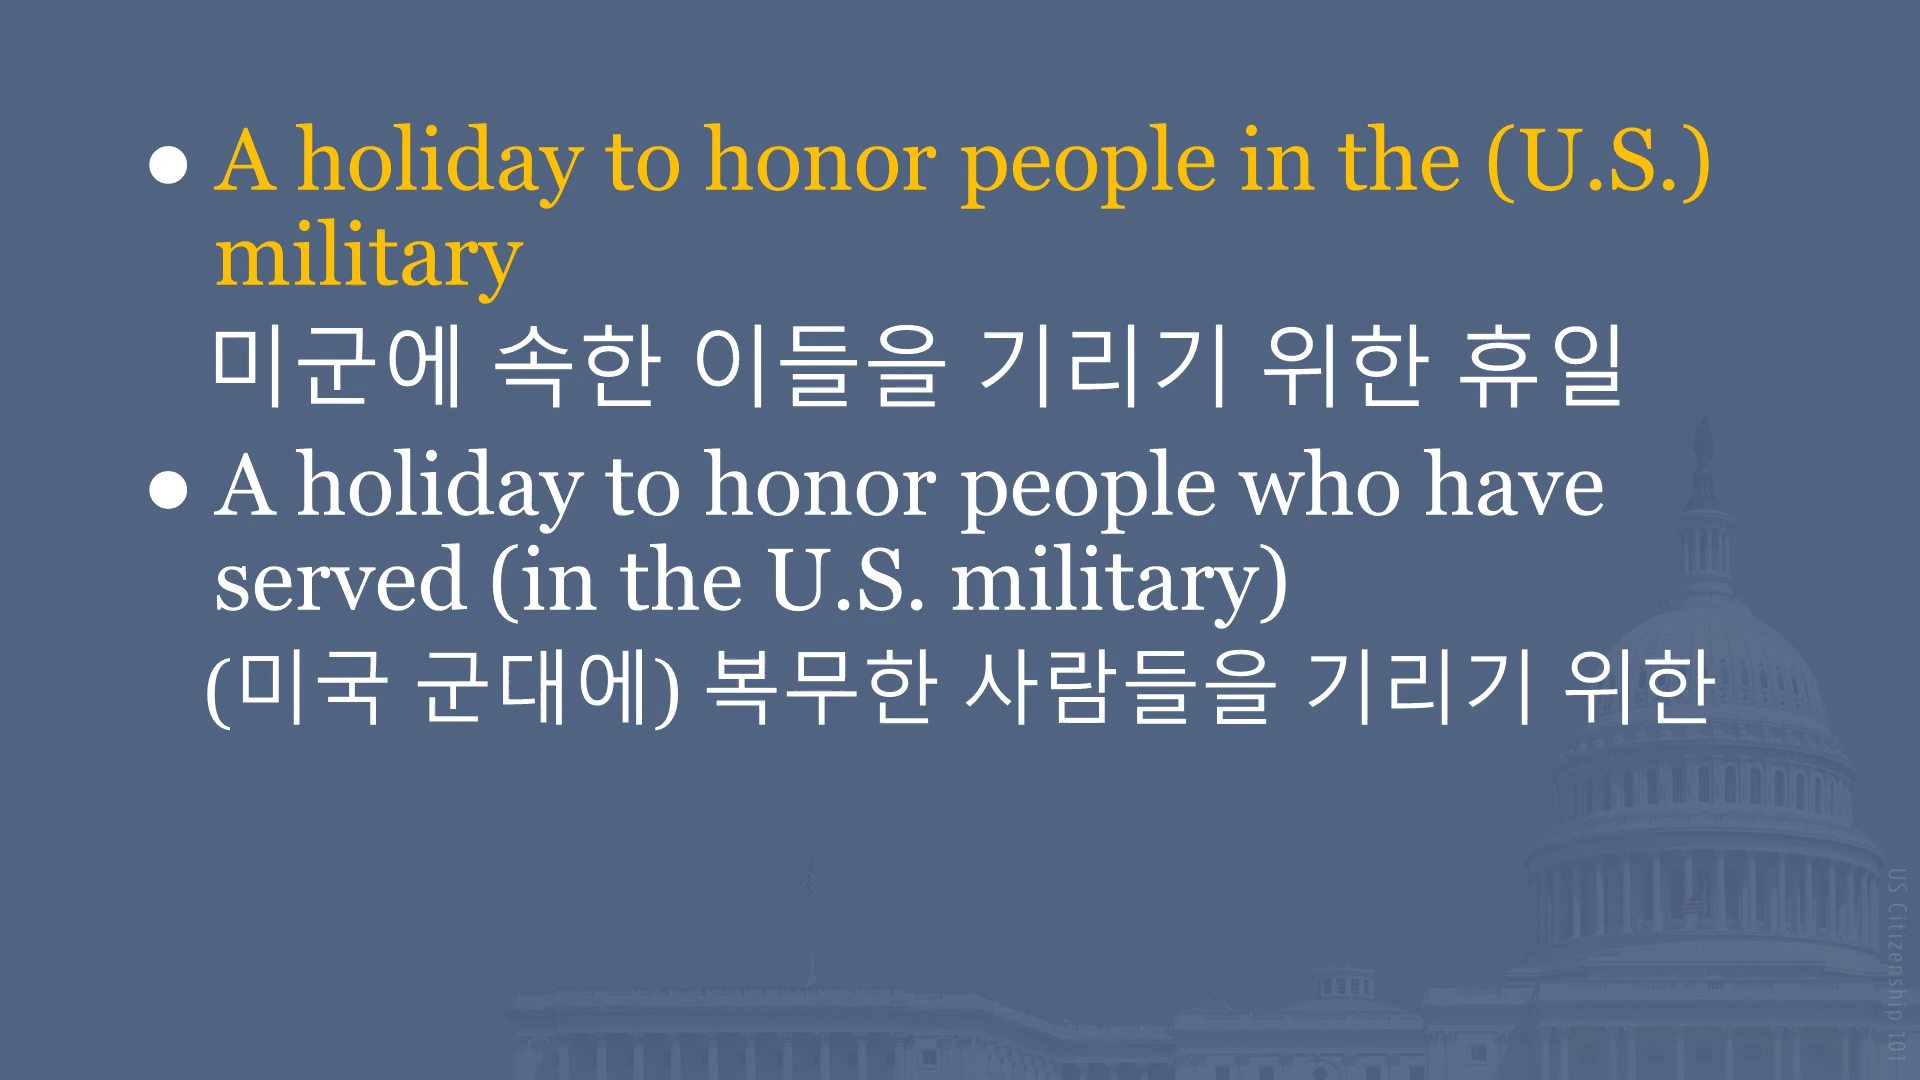 ● A holiday to honor people in the (U.S.)
military
미군에 속한 이들을 기리기 위한 휴일
● A holiday to honor people who have
served (in the U.S. military)
(미국 군대에) 복무한 사람들을 기리기 위한
US Citizenship 101